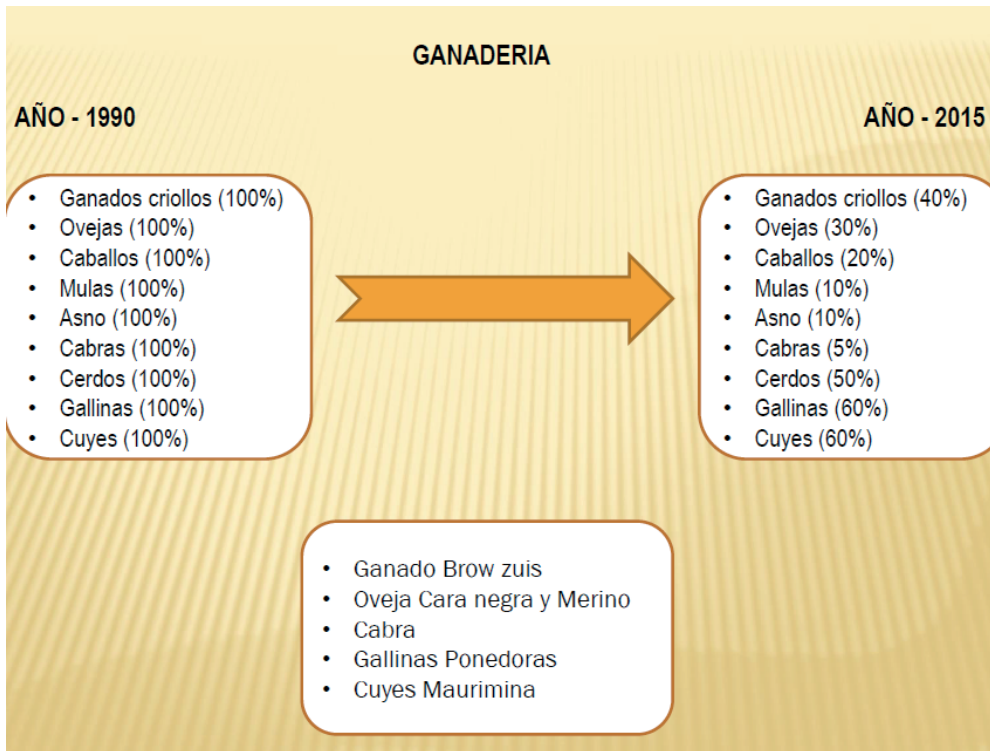 GANADERIA
AÑO - 1990
AÑO - 2015
• Ganados criollos (100%)
• Ovejas (100%)
• Caballos (100%)
• Mulas (100%)
• Asno (100%)
• Cabras (100%)
• Cerdos (100%)
• Gallinas (100%)
• Cuyes (100%)
• Ganados criollos (40%)
• Ovejas (30%)
• Caballos (20%)
• Mulas (10%)
• Asno (10%)
• Cabras (5%)
• Cerdos (50%)
• Gallinas (60%)
• Cuyes (60%)
• Ganado Brow zuis
• Oveja Cara negra y Merino
• Cabra
• Gallinas Ponedoras
• Cuyes Maurimina